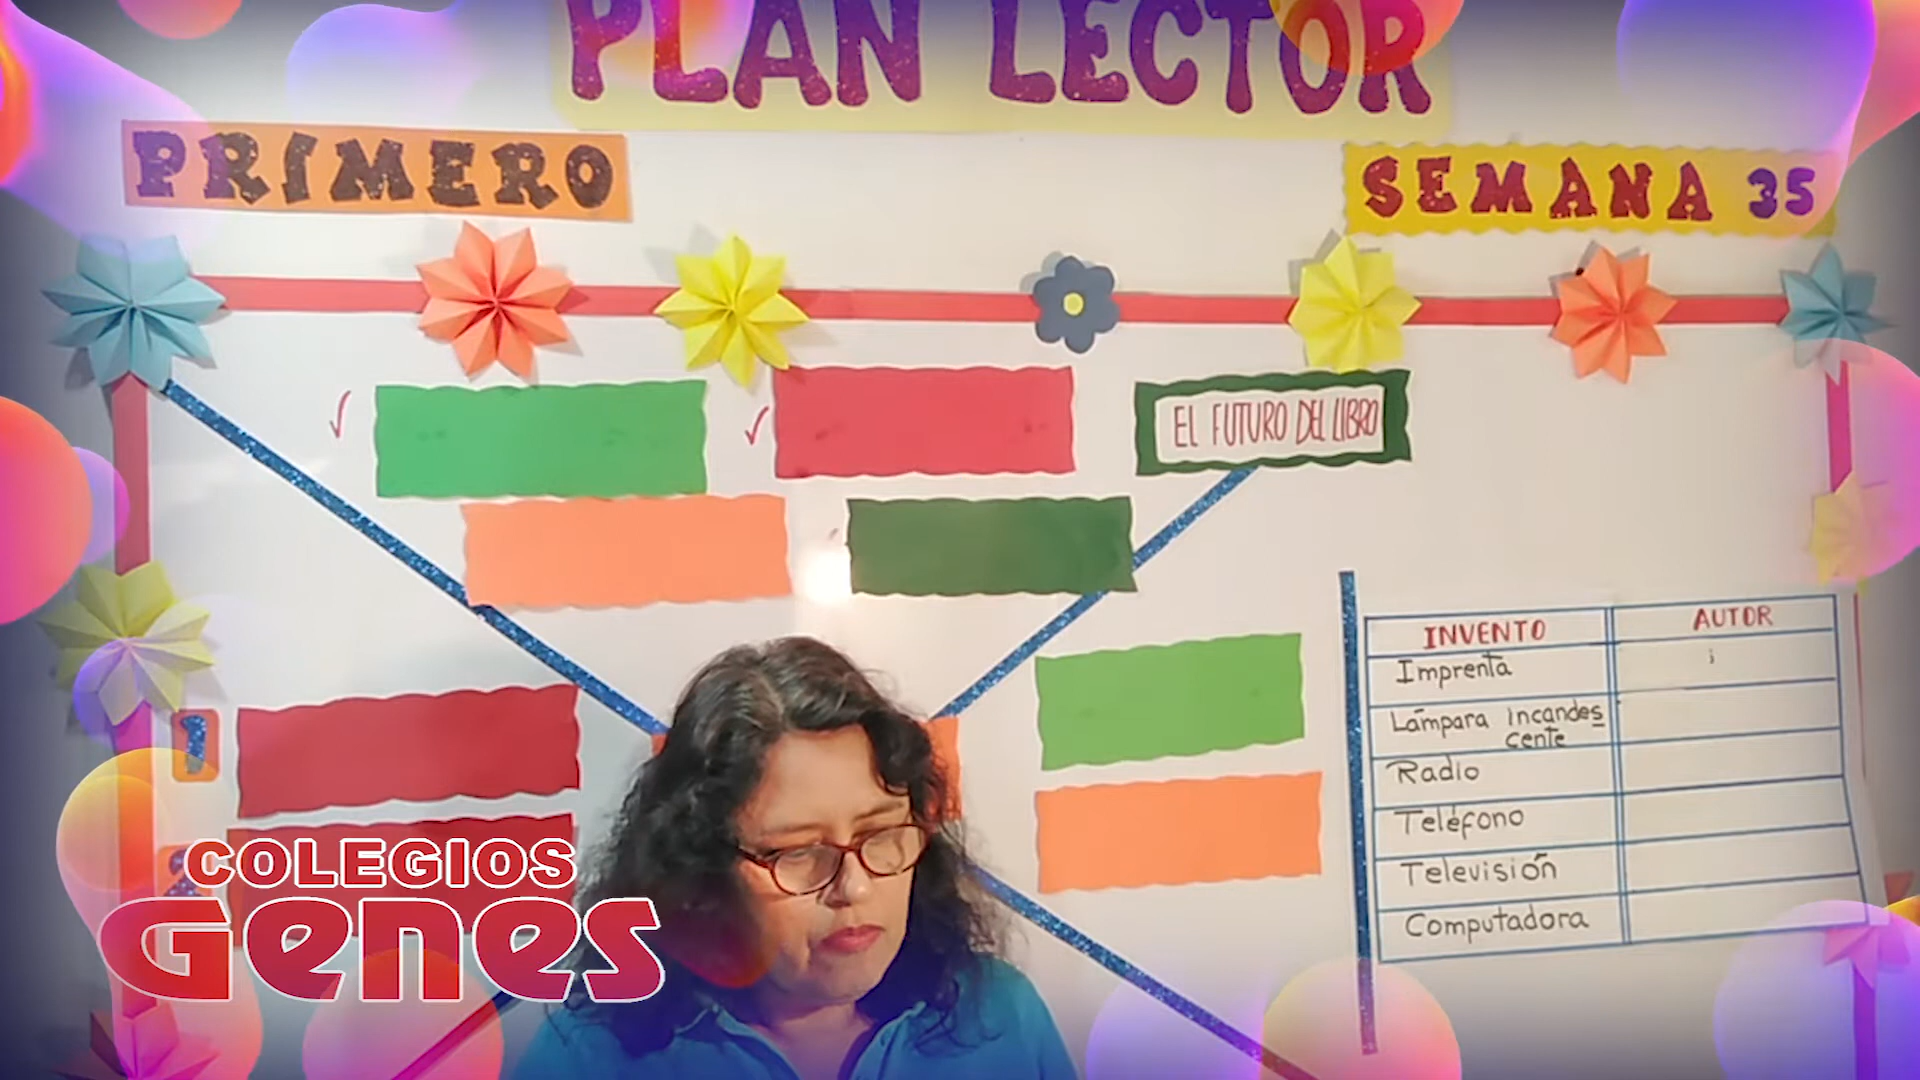 PLAN LECTOR
PRIMERO
SEMANA 35
EL FUTURO DEL LIBRO
INVENTO
AUTOR
Imprenta
Lámpara incandes
cente
Radio
Teléfono
Televisión
Computadora
1
COLEGIOS
Genes